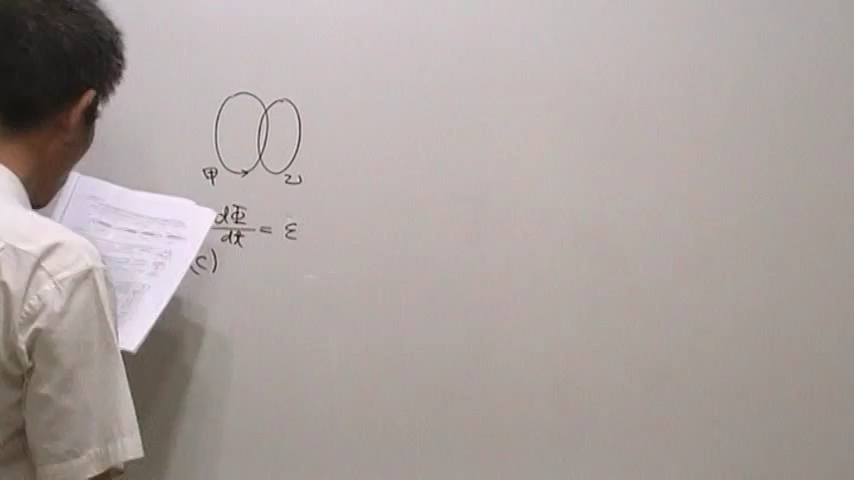 甲 乙
dΦ/dt = ε
(c)